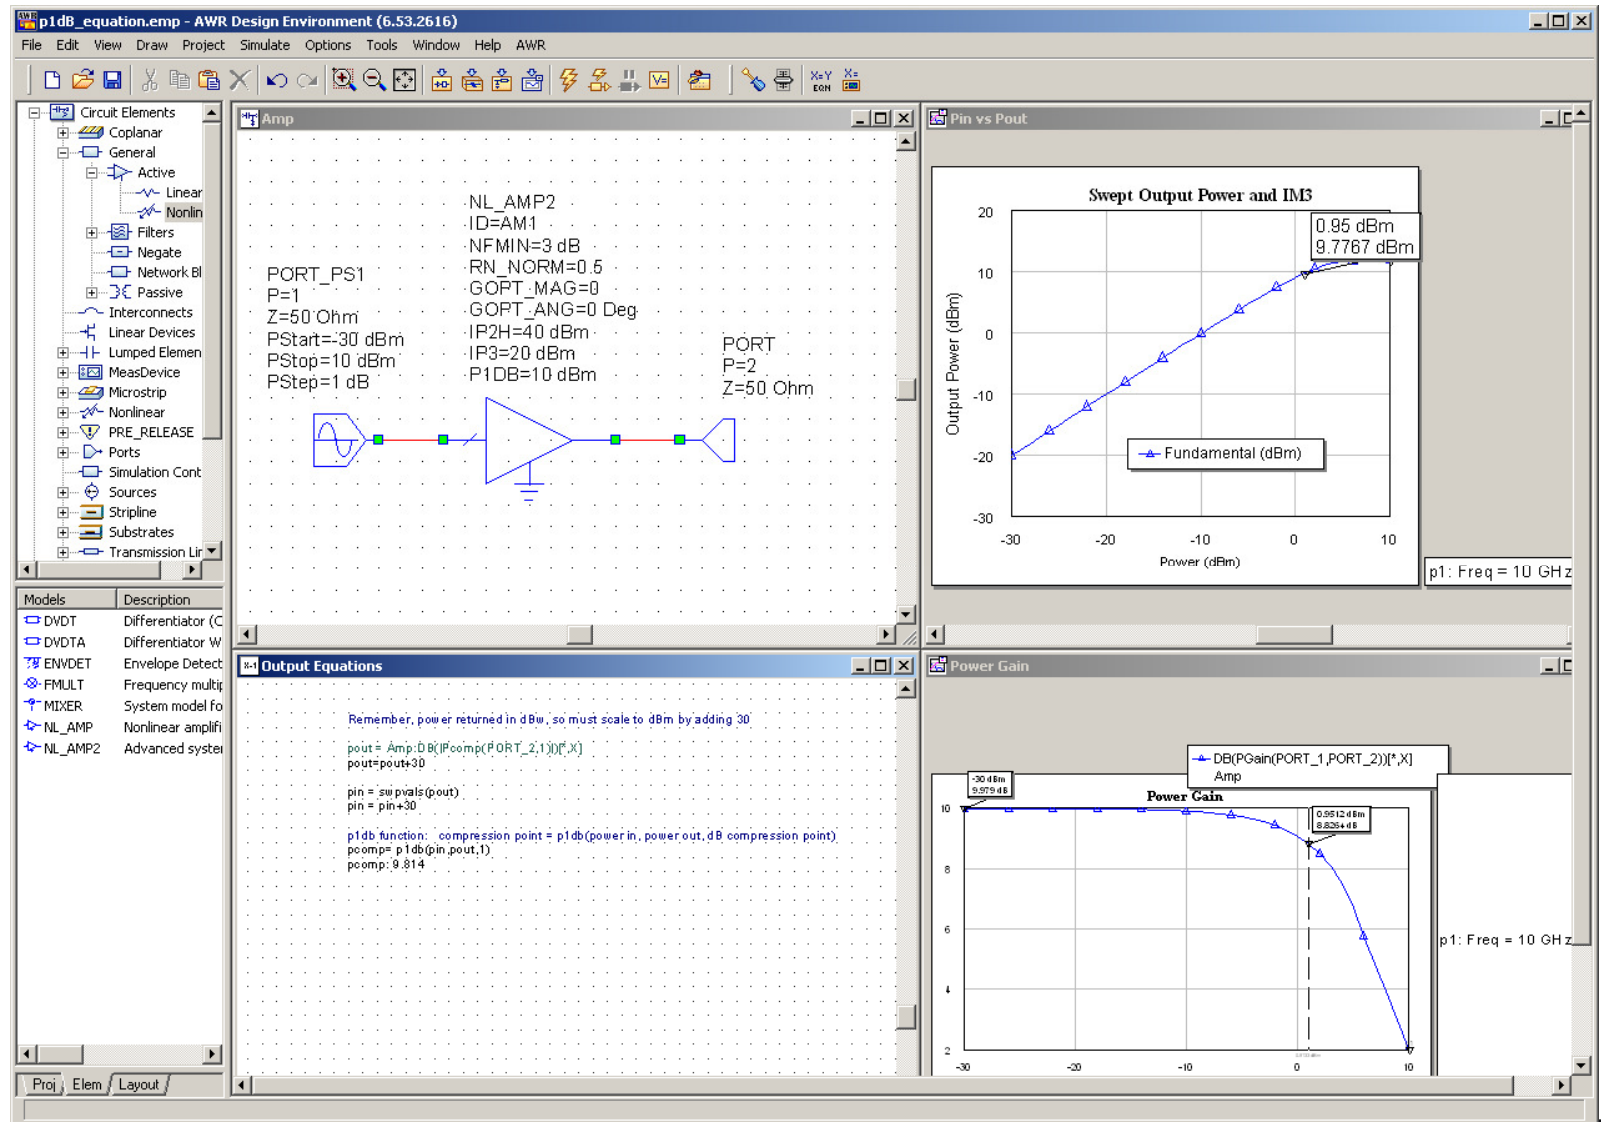 p1dB_equation.emp - AWR Design Environment (6.53.2616)
File Edit View Draw Project Simulate Options Tools Window Help AWR
X=Y
EQN
X=
V=
Circuit Elements
Coplanar
General
Active
Linear
Nonlin
Filters
Negate
Network Bl
Passive
Interconnects
Linear Devices
Lumped Elemen
MeasDevice
Microstrip
Nonlinear
PRE_RELEASE
Ports
Simulation Cont
Sources
Stripline
Substrates
Transmission Lir
Models Description
DVDT Differentiator (C
DVDTA Differentiator W
ENVDET Envelope Detect
FMULT Frequency multip
MIXER System model fo
NL_AMP Nonlinear amplifi
NL_AMP2 Advanced syster
Proj Elem Layout
Amp
PORT_PS1
P=1
Z=50 Ohm
PStart=-30 dBm
PStop=10 dBm
PStep=1 dB
NL_AMP2
ID=AM1
NFMIN=3 dB
RN_NORM=0.5
GOPT_MAG=0
GOPT_ANG=0 Deg
IP2H=40 dBm
IP3=20 dBm
P1DB=10 dBm
PORT
P=2
Z=50 Ohm
Pin vs Pout
Swept Output Power and IM3
0.95 dBm
9.7767 dBm
20
10
0
-10
-20
-30
Output Power (dBm)
Fundamental (dBm)
-30 -20 -10 0 10
Power (dBm)
p1: Freq = 10 GHz
Output Equations
Remember, power returned in dBw, so must scale to dBm by adding 30
pout = Amp:DB(|Pcomp(PORT_2,1)|)[*,X]
pout=pout+30
pin = swpvals(pout)
pin = pin+30
p1db function: compression point = p1db(power in, power out, dB compression point)
pcomp= p1db(pin,pout,1)
pcomp: 9.814
Power Gain
DB(PGain(PORT_1,PORT_2))[*,X]
Amp
Power Gain
-30 dBm
9.979 dB
0.9512 dBm
8.8264 dB
10
8
6
4
2
-30 -20 -10 0 10
p1: Freq = 10 GHz